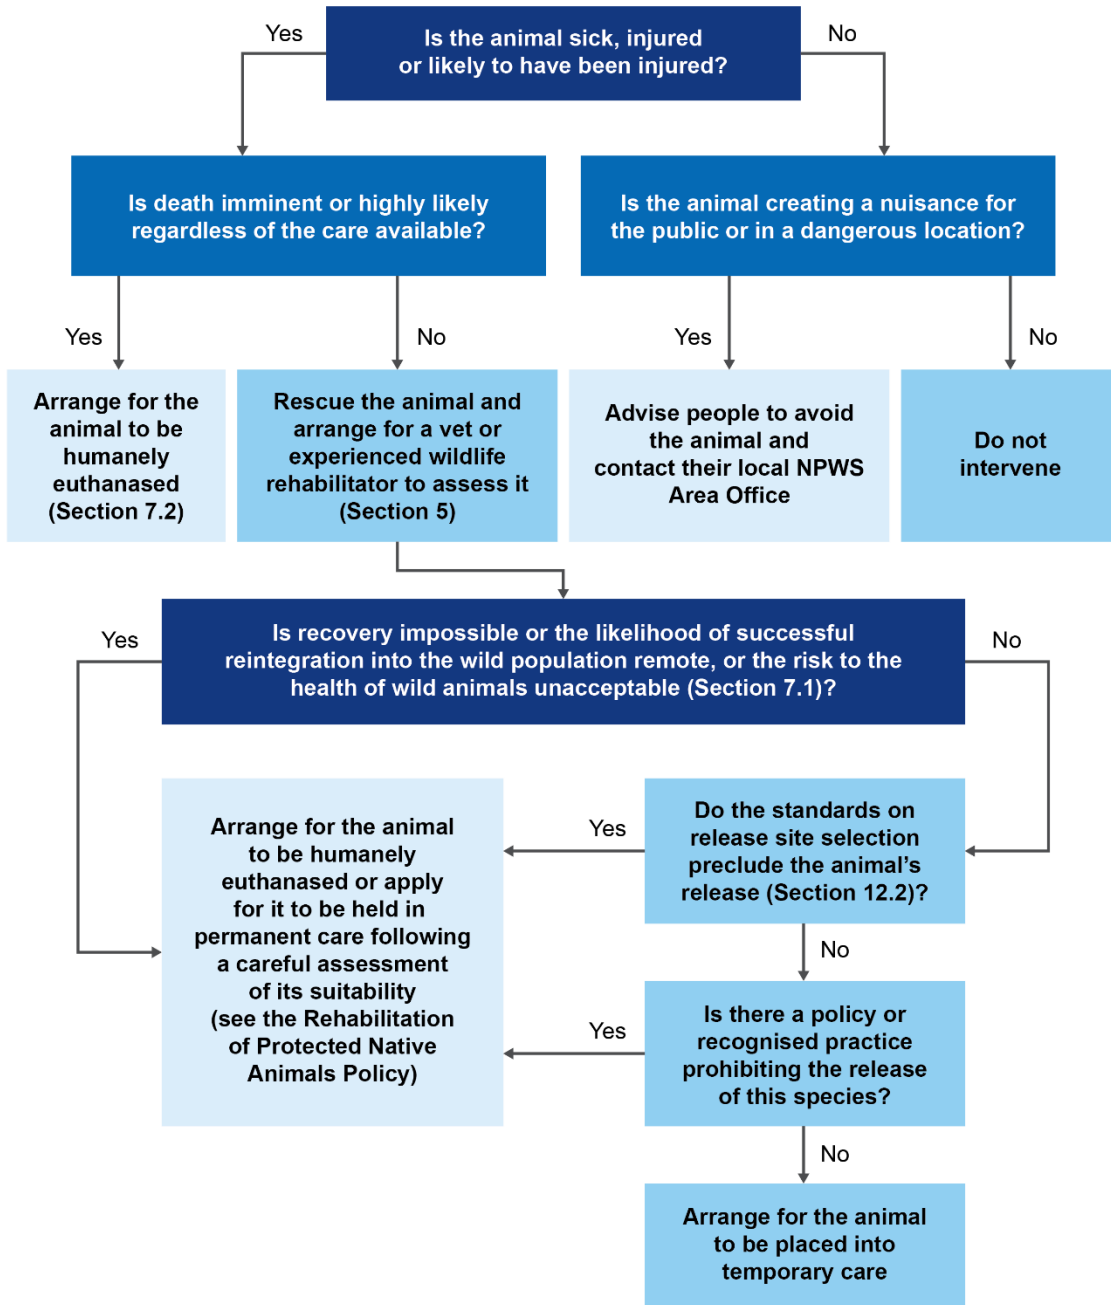 Yes
Is the animal sick, injured
or likely to have been injured?
No
Is death imminent or highly likely
regardless of the care available?
Is the animal creating a nuisance for
the public or in a dangerous location?
Yes
No
Yes
No
Arrange for the
animal to be
humanely
euthanased
(Section 7.2)
Rescue the animal and
arrange for a vet or
experienced wildlife
rehabilitator to assess it
(Section 5)
Advise people to avoid
the animal and
contact their local NPWS
Area Office
Do not
intervene
Yes
Is recovery impossible or the likelihood of successful
reintegration into the wild population remote, or the risk to the
health of wild animals unacceptable (Section 7.1)?
No
Arrange for the animal
to be humanely
euthanased or apply
for it to be held in
permanent care following
a careful assessment
of its suitability
(see the Rehabilitation
of Protected Native
Animals Policy)
Yes
Do the standards on
release site selection
preclude the animal’s
release (Section 12.2)?
No
Yes
Is there a policy or
recognised practice
prohibiting the release
of this species?
No
Arrange for the animal
to be placed into
temporary care